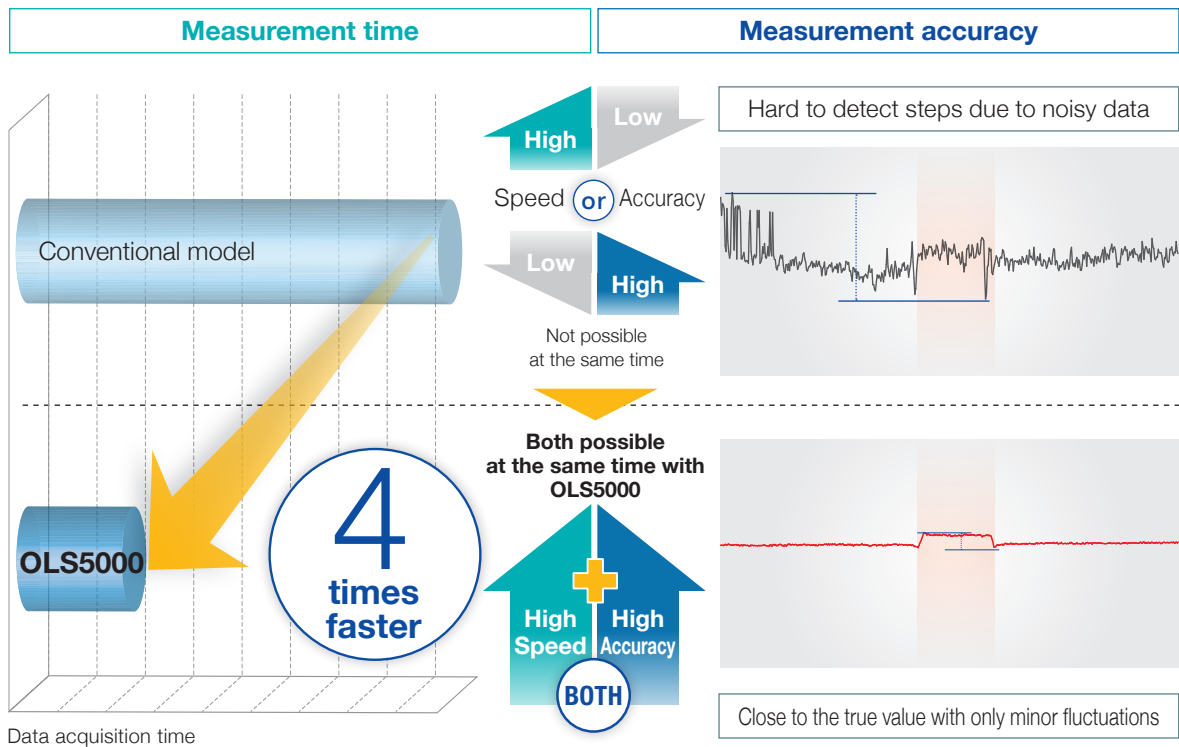 Measurement time
Measurement accuracy
Conventional model
OLS5000
4
times
faster
Data acquisition time
High
Low
Speed or Accuracy
Low
High
Not possible
at the same time
Both possible
at the same time with
OLS5000
High
Speed
High
Accuracy
BOTH
Hard to detect steps due to noisy data
Close to the true value with only minor fluctuations